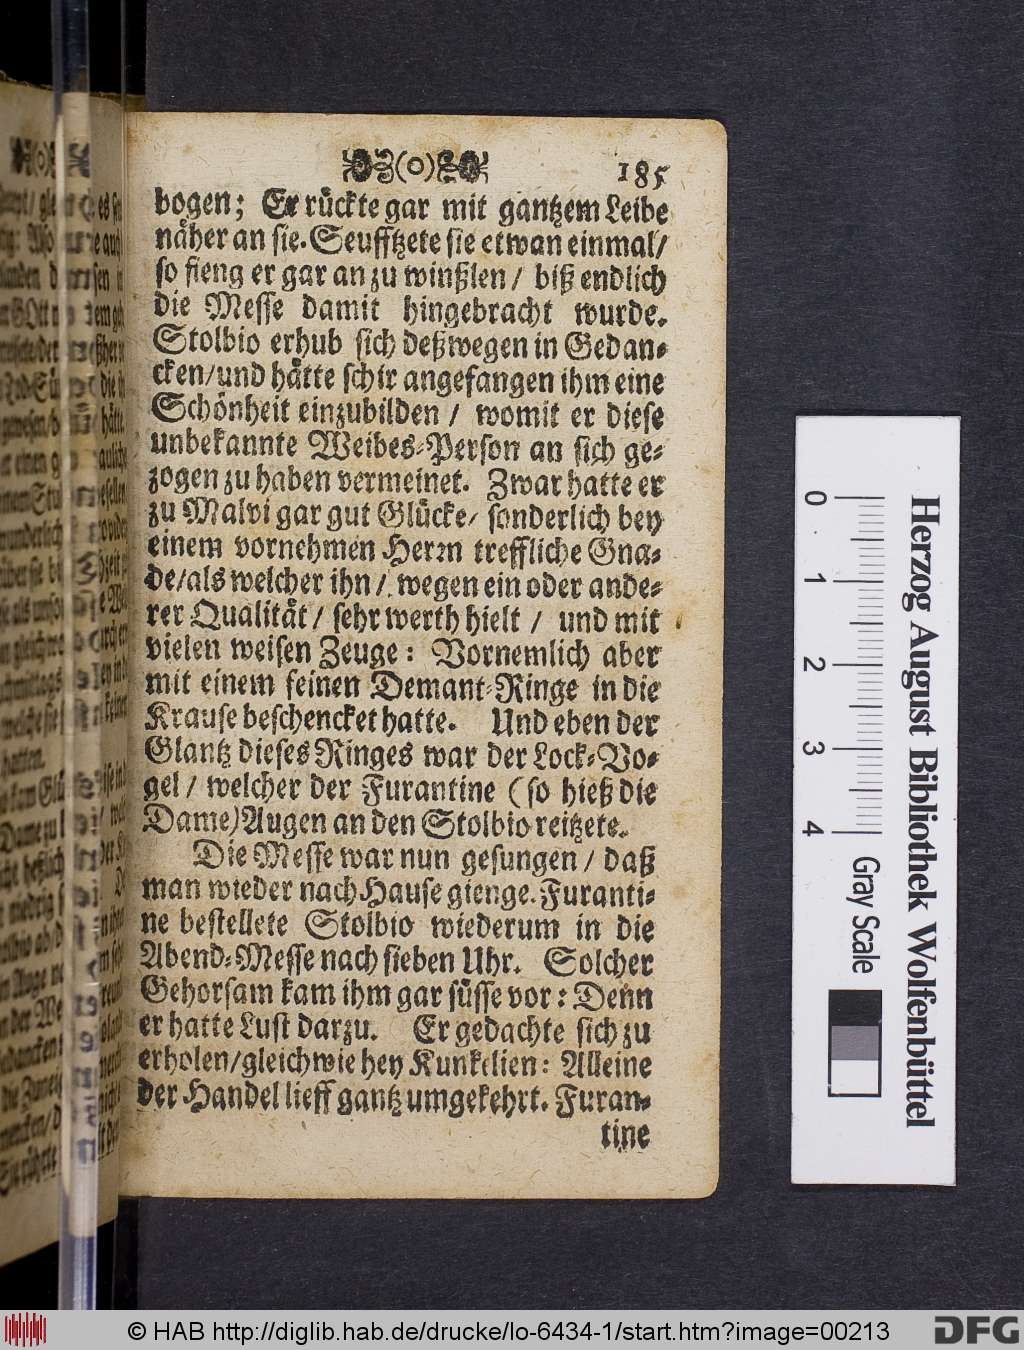 (o) 185
bogen; Er rückte gar mit gantzem Leibe
näher an sie. Seufftzete sie etwan einmal/
so fieng er gar an zu winßlen / biß endlich
die Messe damit hingebracht wurde.
Stolbio erhub sich deßwegen in Gedan-
cken/und hätte schir angefangen ihm eine
Schönheit einzubilden / womit er diese
unbekannte Weibes-Person an sich ge-
zogen zu haben vermeinet. Zwar hatte er
zu Malvi gar gut Glücke/ sonderlich bey
einem vornehmen Herrn treffliche Gna-
de/als welcher ihn / wegen ein oder ande-
rer Qualität / sehr werth hielt / und mit
vielen weisen Zeuge: Vornemlich aber
mit einem feinen Demant-Ringe in die
Krause beschencket hatte. Und eben der
Glantz dieses Ringes war der Lock-Vo-
gel / welcher der Furantine (so hieß die
Dame) Augen an den Stolbio reitzete.
Die Messe war nun gesungen / daß
man wieder nach Hause gienge. Furanti-
ne bestellete Stolbio wiederum in die
Abend-Messe nach sieben Uhr. Solcher
Gehorsam kam ihm gar süsse vor: Denn
er hatte Lust darzu. Er gedachte sich zu
erholen/gleich wie bey Kunkelien: Alleine
der Handel lieff gantz umgekehrt. Furan-
tine
Herzog August Bibliothek Wolfenbüttel
0 1 2 3 4 Gray Scale
© HAB http://diglib.hab.de/drucke/lo-6434-1/start.htm?image=00213
DFG